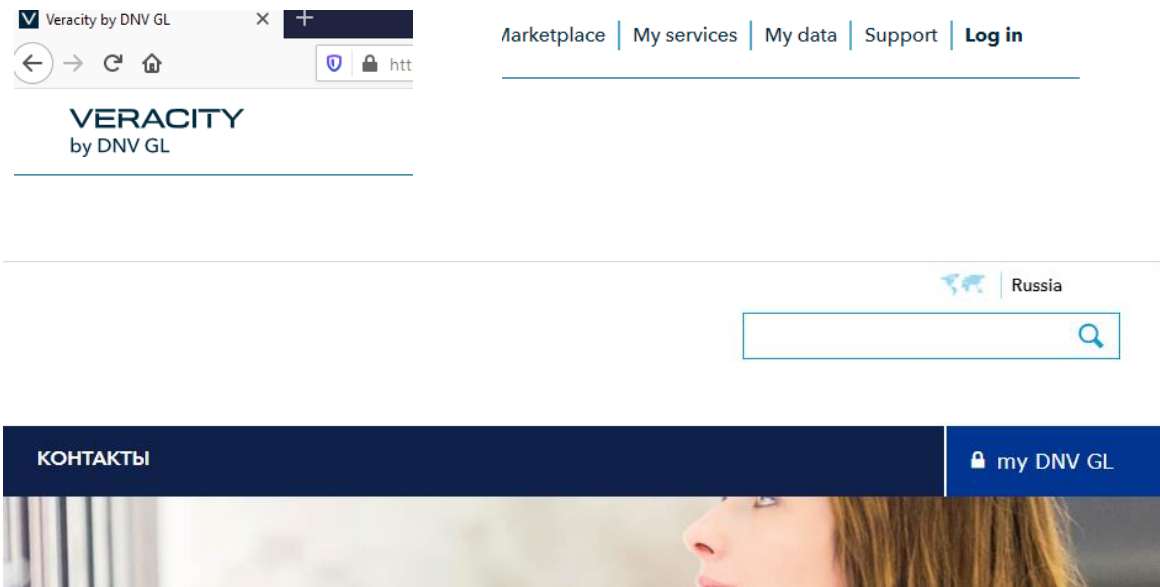 Veracity by DNV GL
htt
VERACITY
by DNV GL
Marketplace My services My data Support Log in
Russia
КОНТАКТЫ
my DNV GL